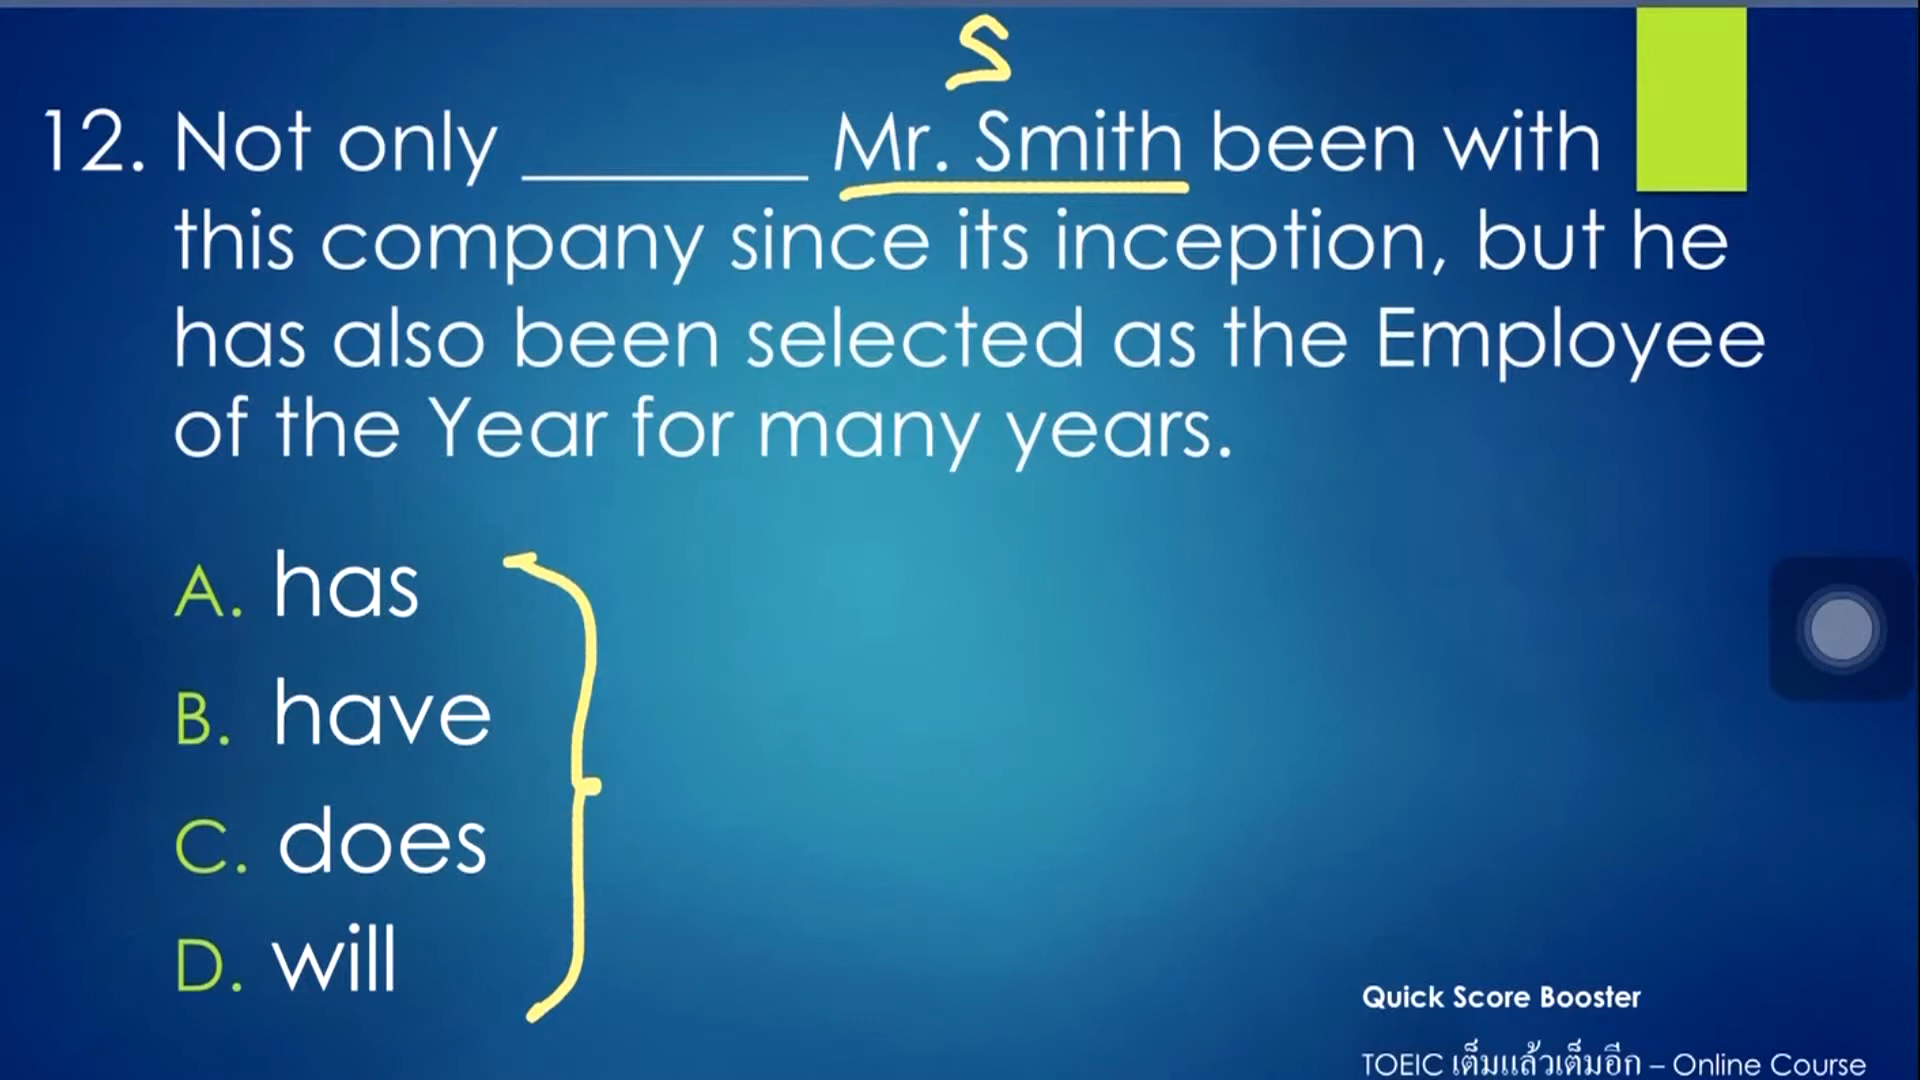 S
12. Not only _______ Mr. Smith been with
this company since its inception, but he
has also been selected as the Employee
of the Year for many years.
A. has
B. have
C. does
D. will
Quick Score Booster
TOEIC เต็มแล้วเต็มอีก – Online Course